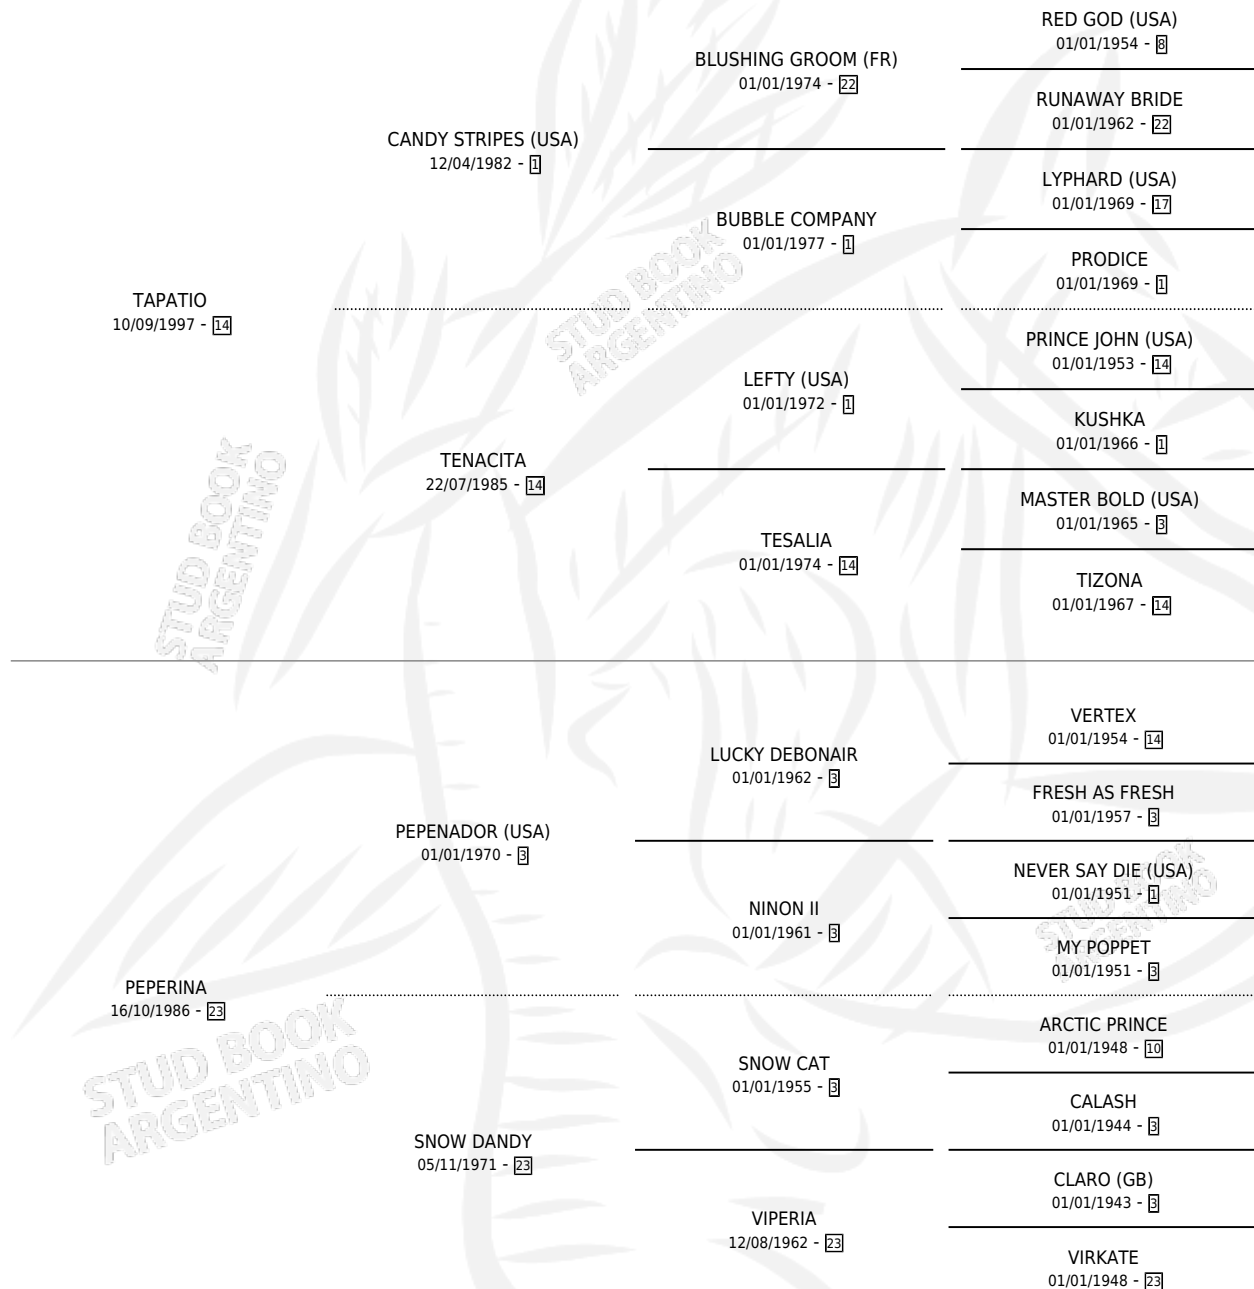 TAPATIO
10/09/1997 - 14
CANDY STRIPES (USA)
12/04/1982 - 1
BLUSHING GROOM (FR)
01/01/1974 - 22
RED GOD (USA)
01/01/1954 - 8
RUNAWAY BRIDE
01/01/1962 - 22
BUBBLE COMPANY
01/01/1977 - 1
LYPHARD (USA)
01/01/1969 - 17
PRODICE
01/01/1969 - 1
TENACITA
22/07/1985 - 14
LEFTY (USA)
01/01/1972 - 1
PRINCE JOHN (USA)
01/01/1953 - 14
KUSHKA
01/01/1966 - 1
TESALIA
01/01/1974 - 14
MASTER BOLD (USA)
01/01/1965 - 3
TIZONA
01/01/1967 - 14
PEPERINA
16/10/1986 - 23
PEPENADOR (USA)
01/01/1970 - 3
LUCKY DEBONAIR
01/01/1962 - 3
VERTEX
01/01/1954 - 14
FRESH AS FRESH
01/01/1957 - 3
NINON II
01/01/1961 - 3
NEVER SAY DIE (USA)
01/01/1951 - 1
MY POPPET
01/01/1951 - 3
SNOW DANDY
05/11/1971 - 23
SNOW CAT
01/01/1955 - 3
ARCTIC PRINCE
01/01/1948 - 10
CALASH
01/01/1944 - 3
VIPERIA
12/08/1962 - 23
CLARO (GB)
01/01/1943 - 3
VIRKATE
01/01/1948 - 23
STUD BOOK
ARGENTINO
STUD BOOK
ARGENTINO
STUD BOOK
ARGENTINO
STUD BOOK
ARGENTINO